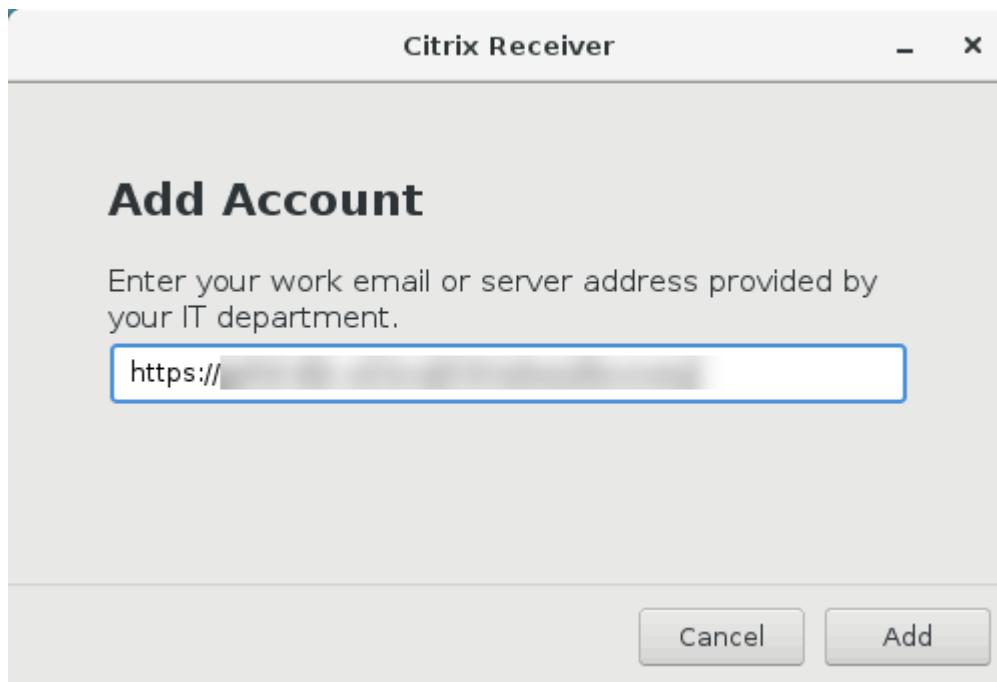 Citrix Receiver
Add Account
Enter your work email or server address provided by
your IT department.
https://
Cancel
Add